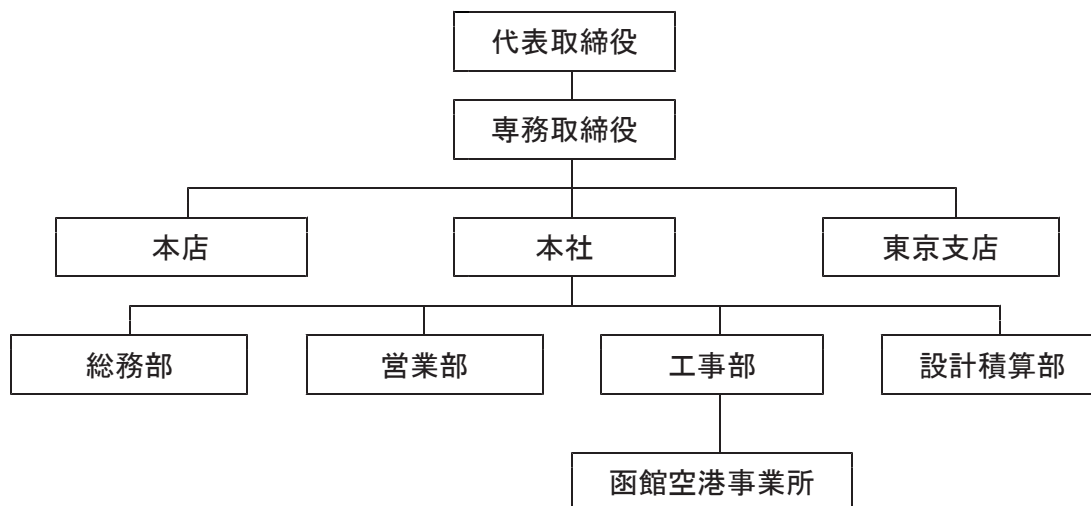 代表取締役
専務取締役
本店
本社
東京支店
総務部
営業部
工事部
設計積算部
函館空港事業所